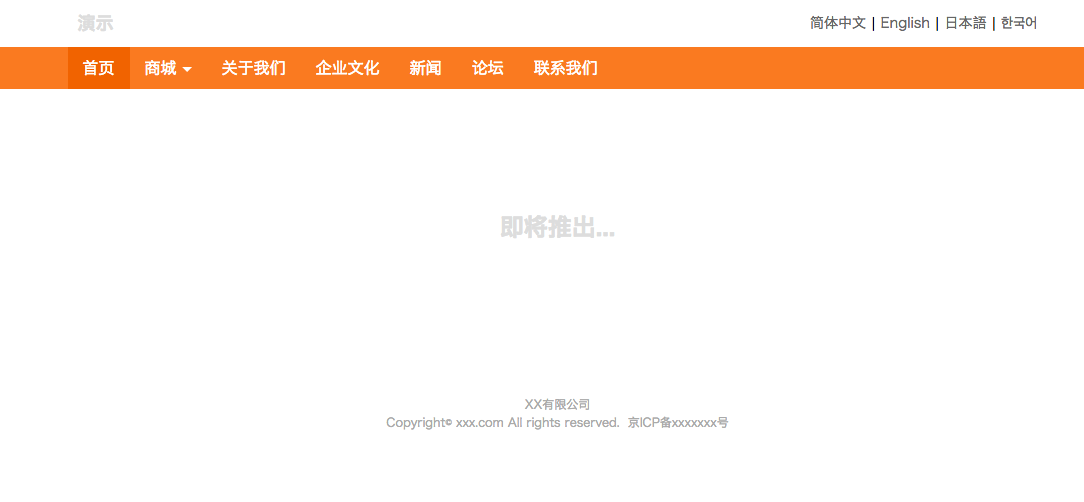 演示
简体中文 | English | 日本語 | 한국어
首页 商城 关于我们 企业文化 新闻 论坛 联系我们
即将推出...
XX有限公司
Copyright© xxx.com All rights reserved. 京ICP备xxxxxxx号